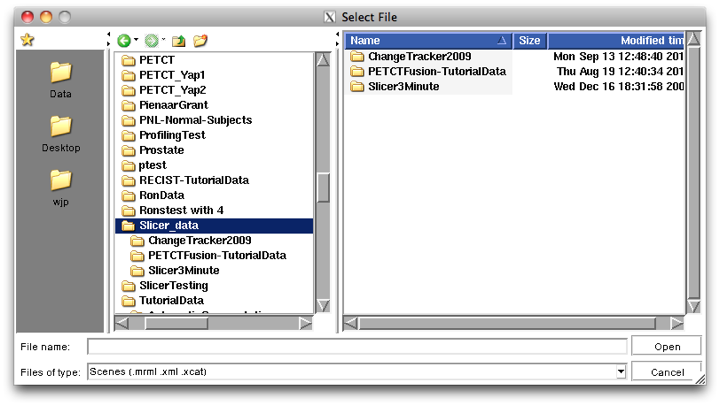 Select File
Data
Desktop
wjp
PETCT
PETCT_Yap1
PETCT_Yap2
PienaarGrant
PNL-Normal-Subjects
ProfilingTest
Prostate
ptest
RECIST-TutorialData
RonData
Ronstest with 4
Slicer_data
ChangeTracker2009
PETCTFusion-TutorialData
Slicer3Minute
SlicerTesting
TutorialData
Name Size Modified tim
ChangeTracker2009 Mon Sep 13 12:48:40 201
PETCTFusion-TutorialData Thu Aug 19 12:40:34 201
Slicer3Minute Wed Dec 16 18:31:58 200
File name: Open
Files of type: Scenes (.mrml .xml .xcat) Cancel